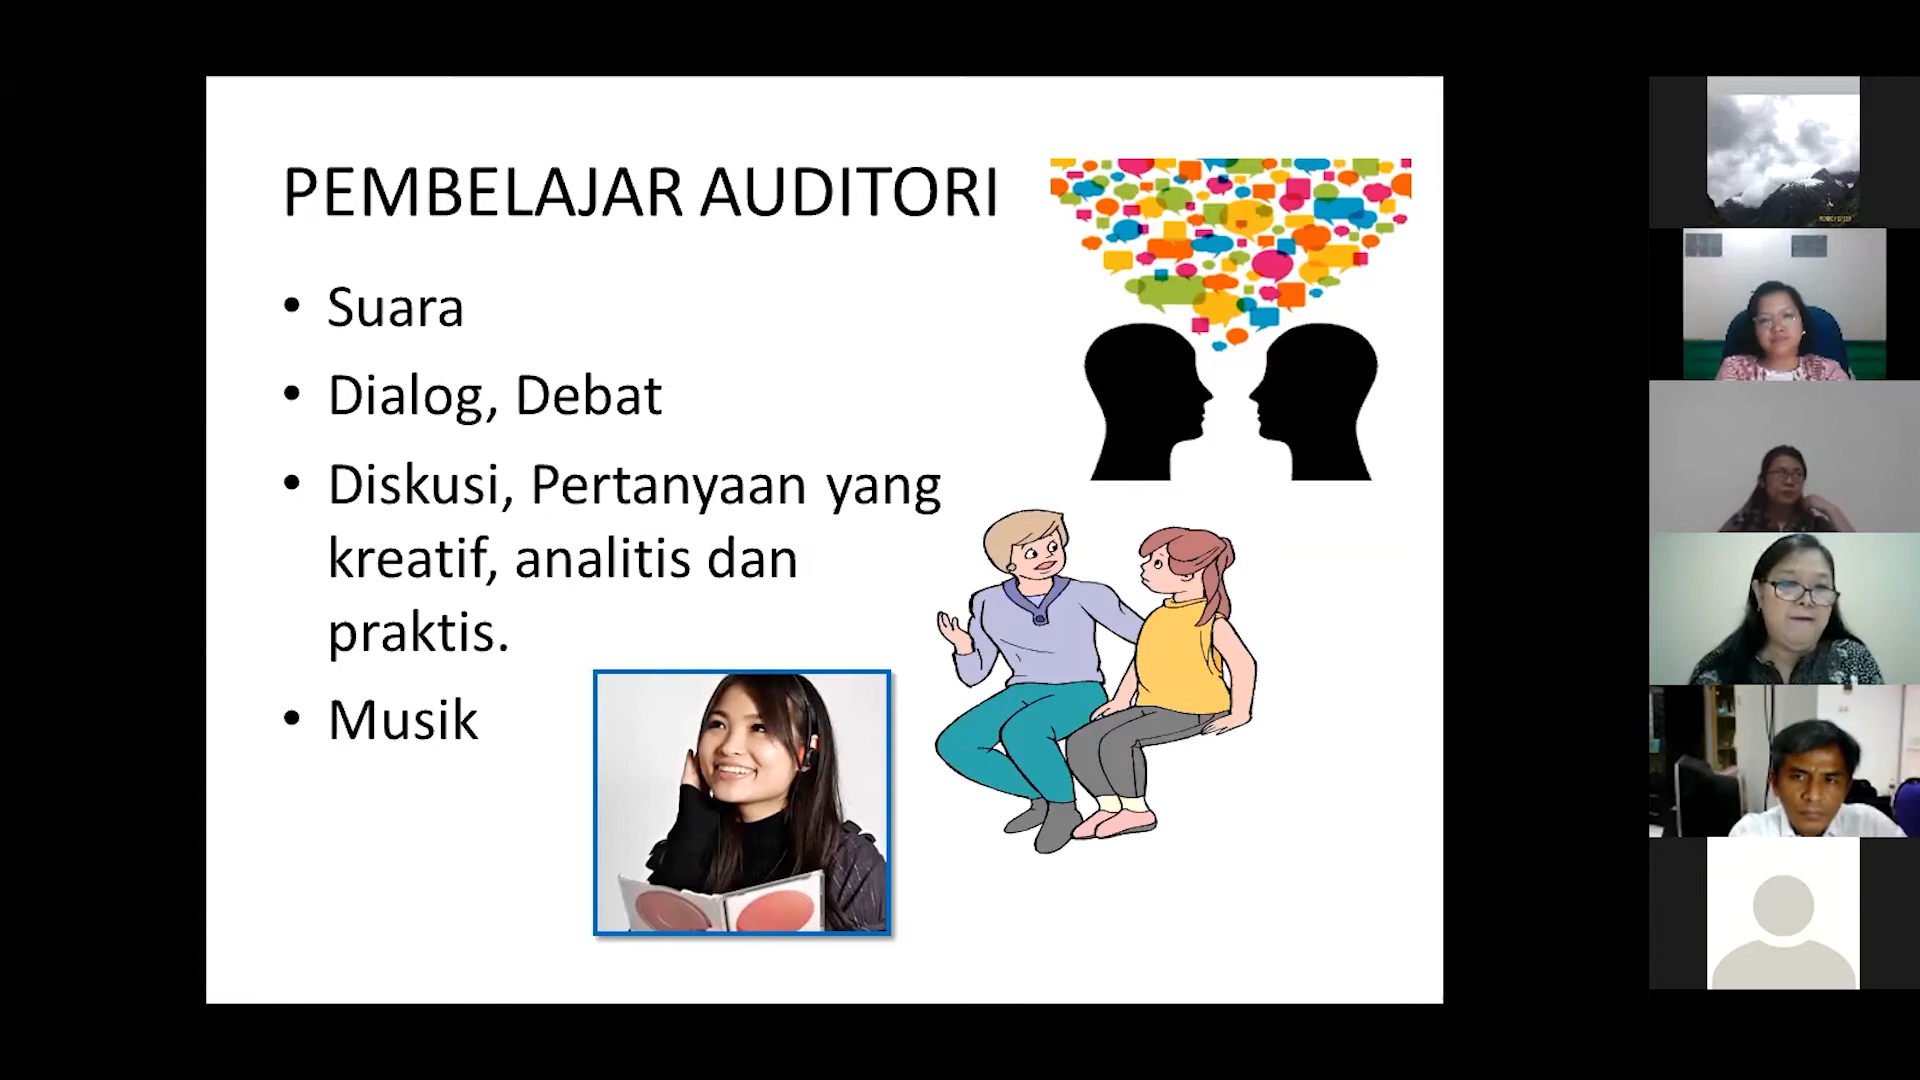 PEMBELAJAR AUDITORI
• Suara
• Dialog, Debat
• Diskusi, Pertanyaan yang
kreatif, analitis dan
praktis.
• Musik